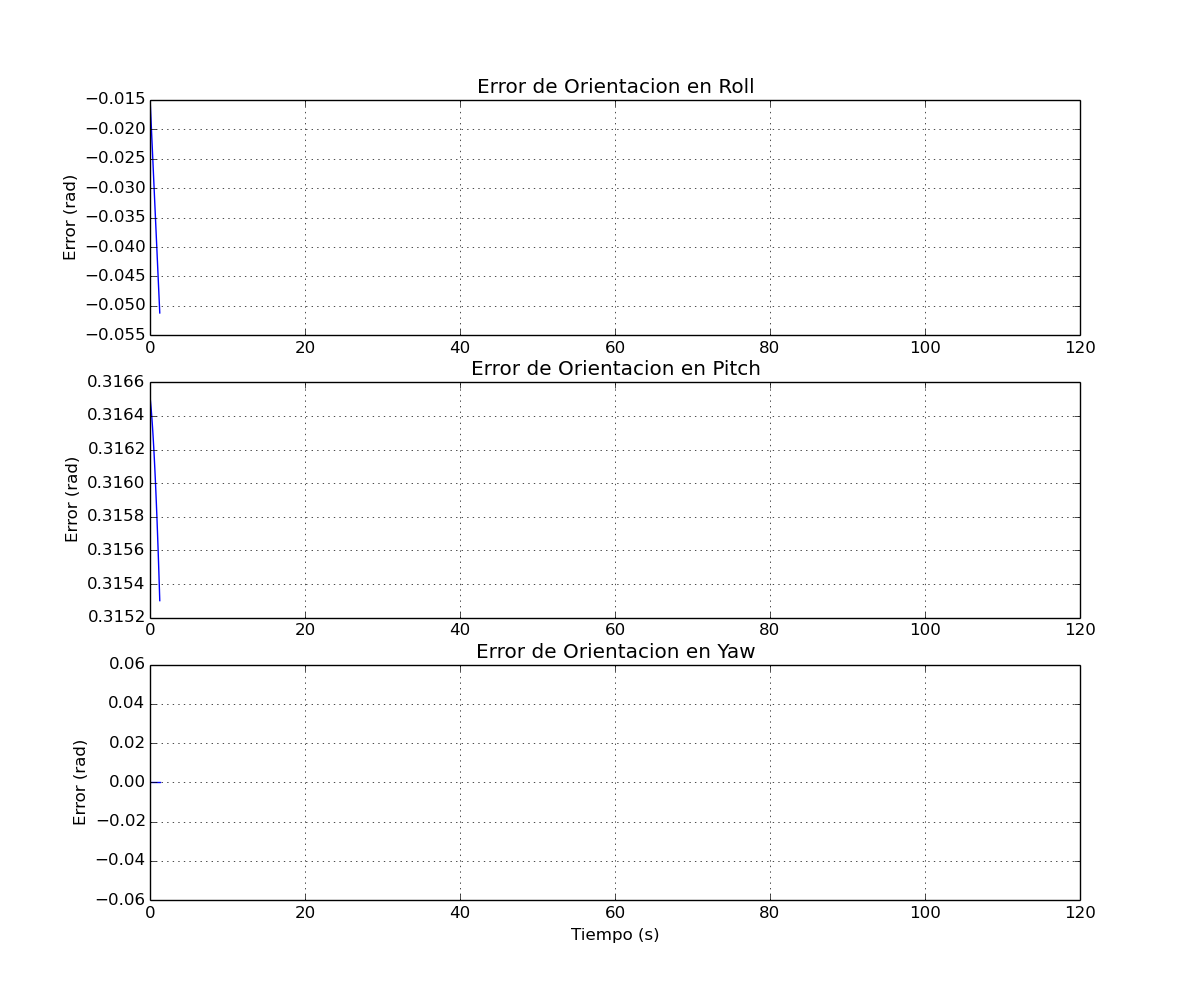 Error de Orientacion en Roll
−0.015
−0.020
−0.025
−0.030
−0.035
−0.040
−0.045
−0.050
−0.055
Error (rad)
0 20 40 60 80 100 120
Error de Orientacion en Pitch
0.3166
0.3164
0.3162
0.3160
0.3158
0.3156
0.3154
0.3152
Error (rad)
0 20 40 60 80 100 120
Error de Orientacion en Yaw
0.06
0.04
0.02
0.00
−0.02
−0.04
−0.06
Error (rad)
0 20 40 60 80 100 120
Tiempo (s)